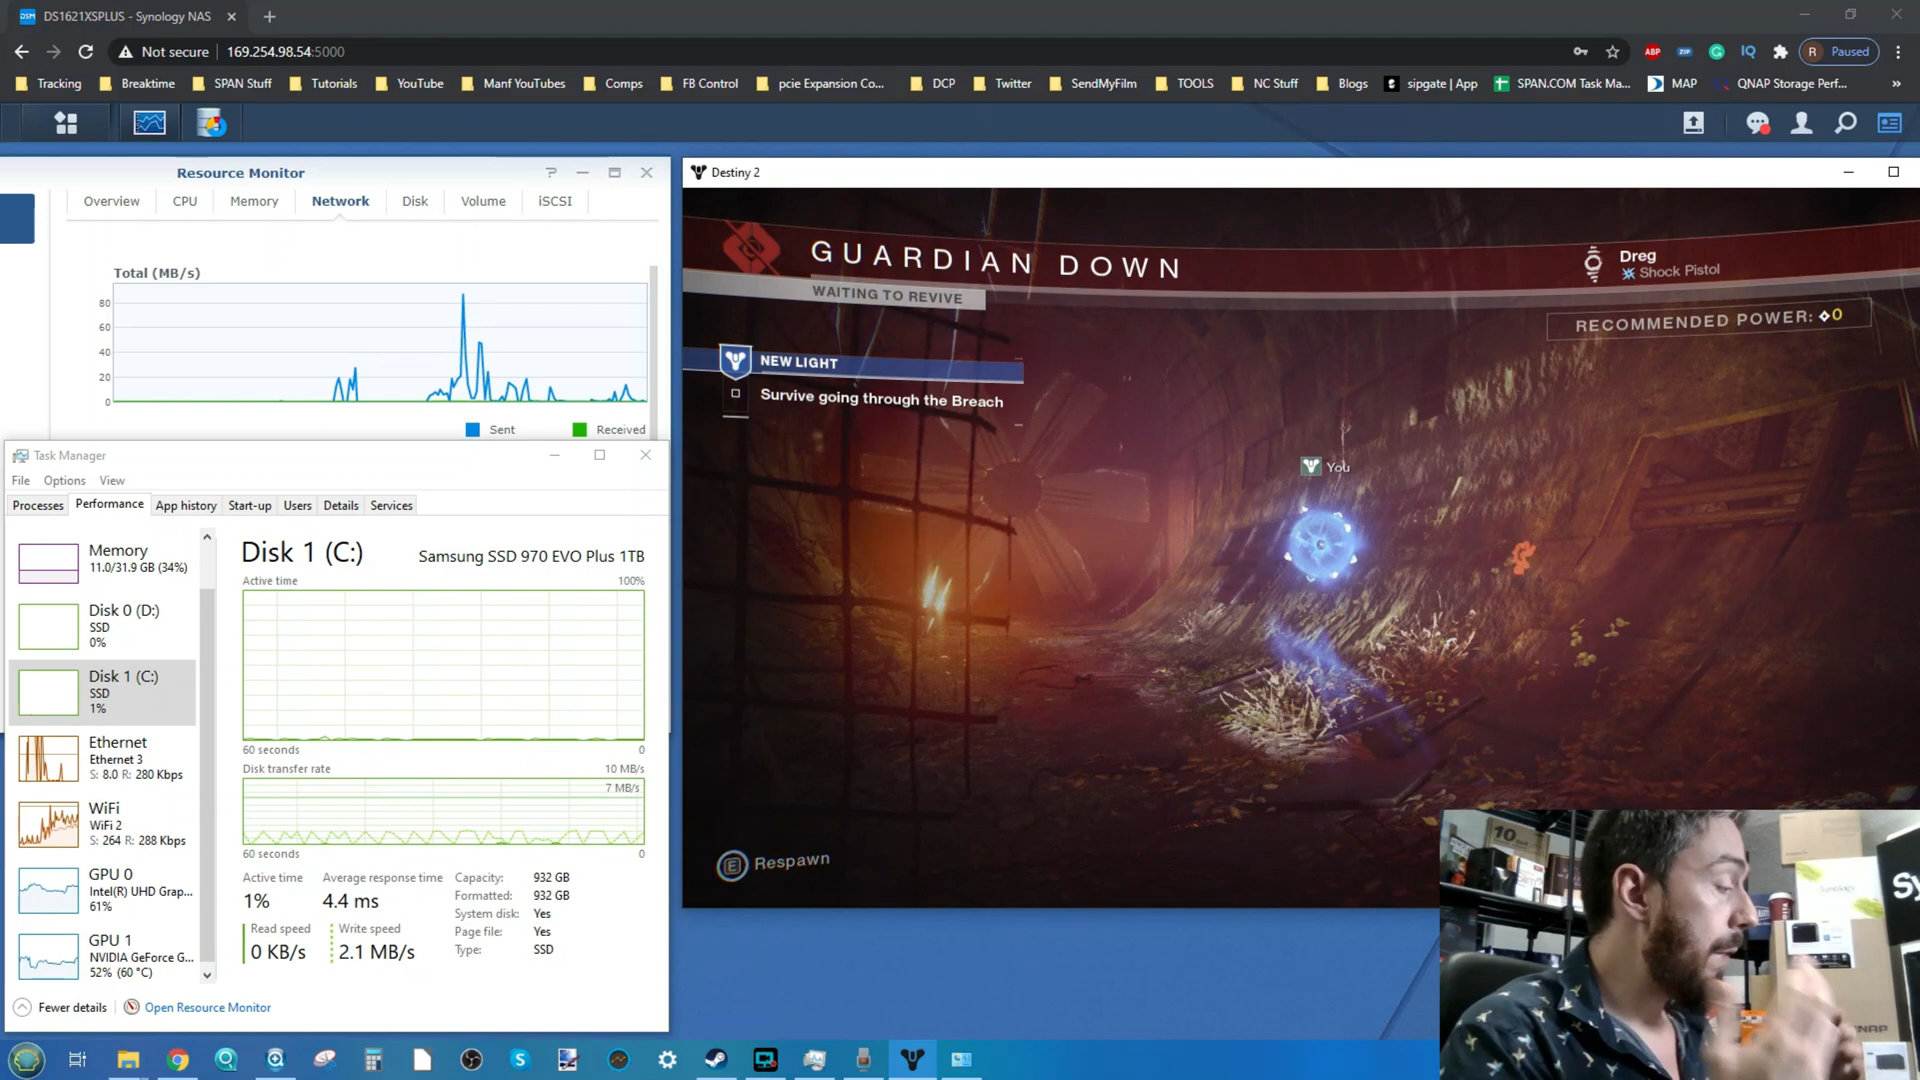 DSM
DS1621XSPLUS - Synology NAS
Not secure
169.254.98.54:5000
ABP
ZIP
IQ
R
Paused
Tracking
Breaktime
SPAN Stuff
Tutorials
YouTube
Manf YouTubes
Comps
FB Control
pcie Expansion Co...
DCP
Twitter
SendMyFilm
TOOLS
NC Stuff
Blogs
sipgate | App
SPAN.COM Task Ma...
MAP
QNAP Storage Perf...
Resource Monitor
Overview
CPU
Memory
Network
Disk
Volume
iSCSI
Total (MB/s)
80
60
40
20
0
Sent
Received
Destiny 2
GUARDIAN DOWN
WAITING TO REVIVE
Dreg
Shock Pistol
RECOMMENDED POWER: 0
NEW LIGHT
Survive going through the Breach
You
E Respawn
Task Manager
File
Options
View
Processes
Performance
App history
Start-up
Users
Details
Services
Memory
11.0/31.9 GB (34%)
Disk 0 (D:)
SSD
0%
Disk 1 (C:)
SSD
1%
Ethernet
Ethernet 3
S: 8.0 R: 280 Kbps
WiFi
WiFi 2
S: 264 R: 288 Kbps
GPU 0
Intel(R) UHD Grap...
61%
GPU 1
NVIDIA GeForce G...
52% (60 °C)
Disk 1 (C:)
Samsung SSD 970 EVO Plus 1TB
Active time
100%
60 seconds
0
Disk transfer rate
10 MB/s
7 MB/s
60 seconds
0
Active time
1%
Average response time
4.4 ms
Read speed
0 KB/s
Write speed
2.1 MB/s
Capacity: 932 GB
Formatted: 932 GB
System disk: Yes
Page file: Yes
Type: SSD
Fewer details
Open Resource Monitor
10
Synology
Sy